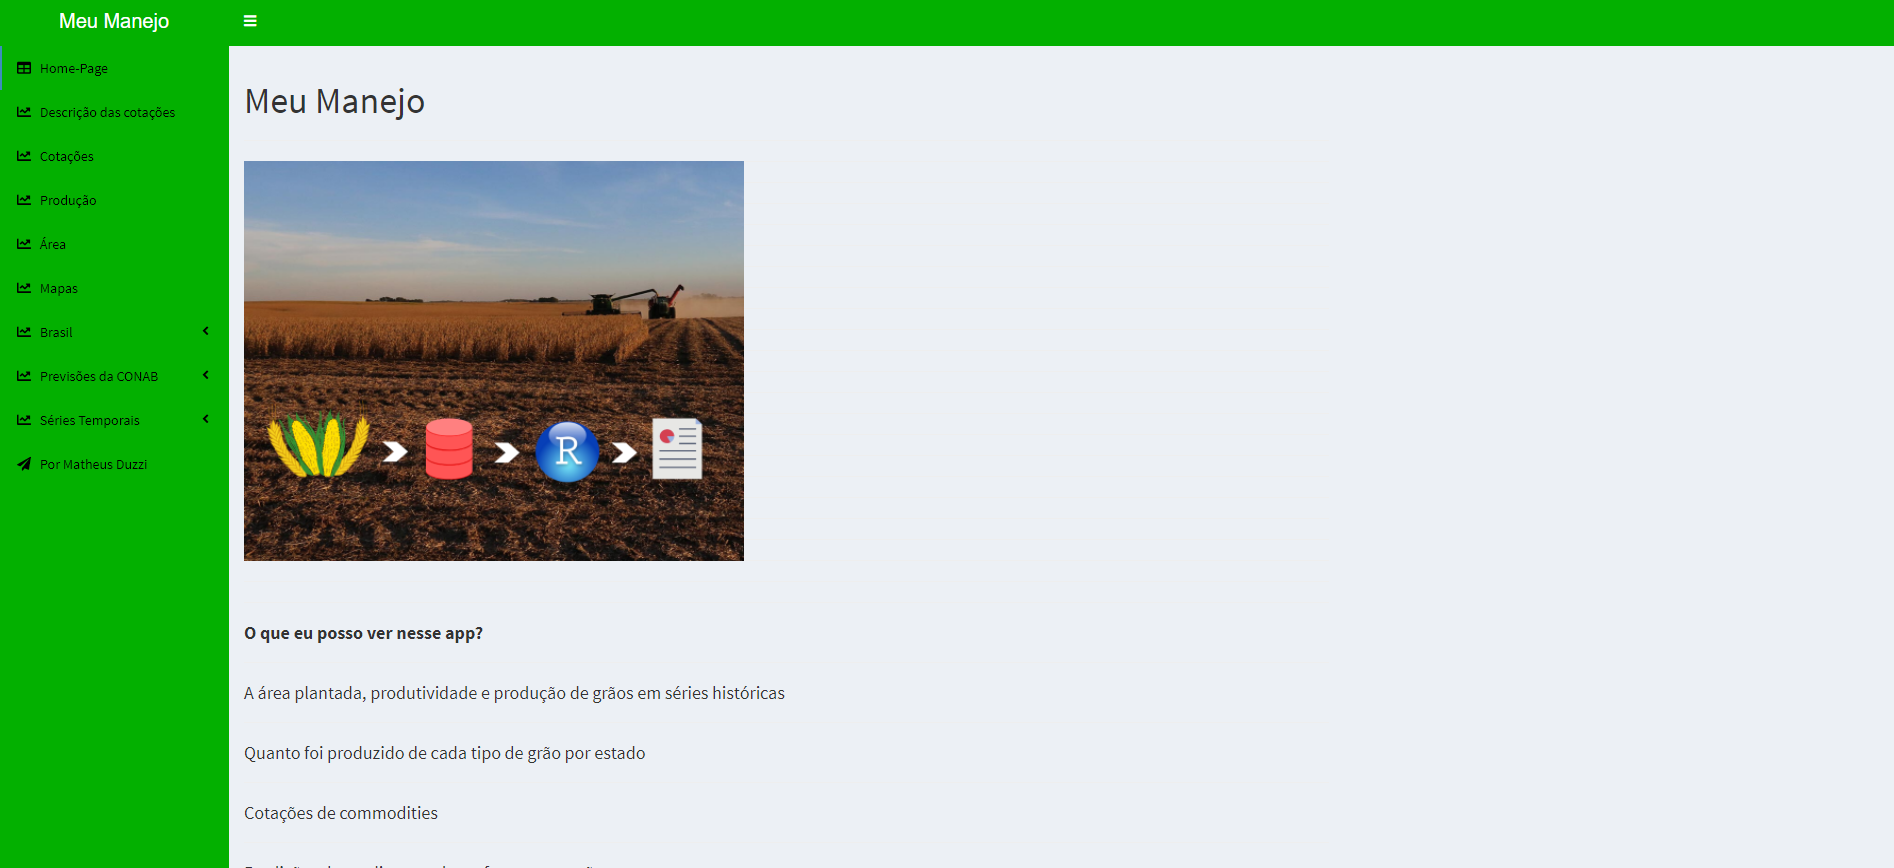 Meu Manejo
Home-Page
Descrição das cotações
Cotações
Produção
Área
Mapas
Brasil
Previsões da CONAB
Séries Temporais
Por Matheus Duzzi
Meu Manejo
R
O que eu posso ver nesse app?
A área plantada, produtividade e produção de grãos em séries históricas
Quanto foi produzido de cada tipo de grão por estado
Cotações de commodities